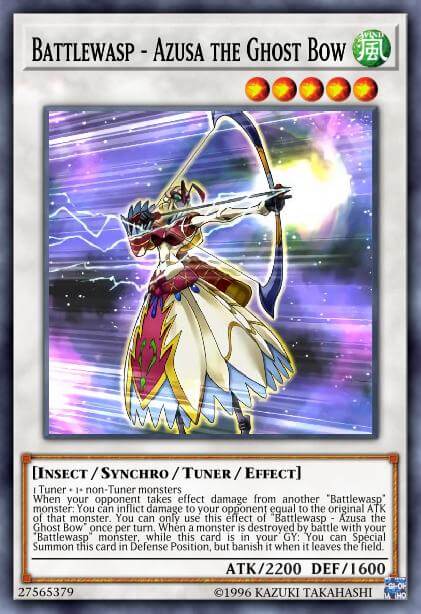 BATTLEWASP - AZUSA THE GHOST BOW
WIND
風
[INSECT / SYNCHRO / TUNER / EFFECT]
1 Tuner + 1+ non-Tuner monsters
When your opponent takes effect damage from another "Battlewasp"
monster: You can inflict damage to your opponent equal to the original ATK
of that monster. You can only use this effect of "Battlewasp - Azusa the
Ghost Bow" once per turn. When a monster is destroyed by battle with your
"Battlewasp" monster, while this card is in your GY: You can Special
Summon this card in Defense Position, but banish it when it leaves the field.
ATK/2200 DEF/1600
27565379
©1996 KAZUKI TAKAHASHI